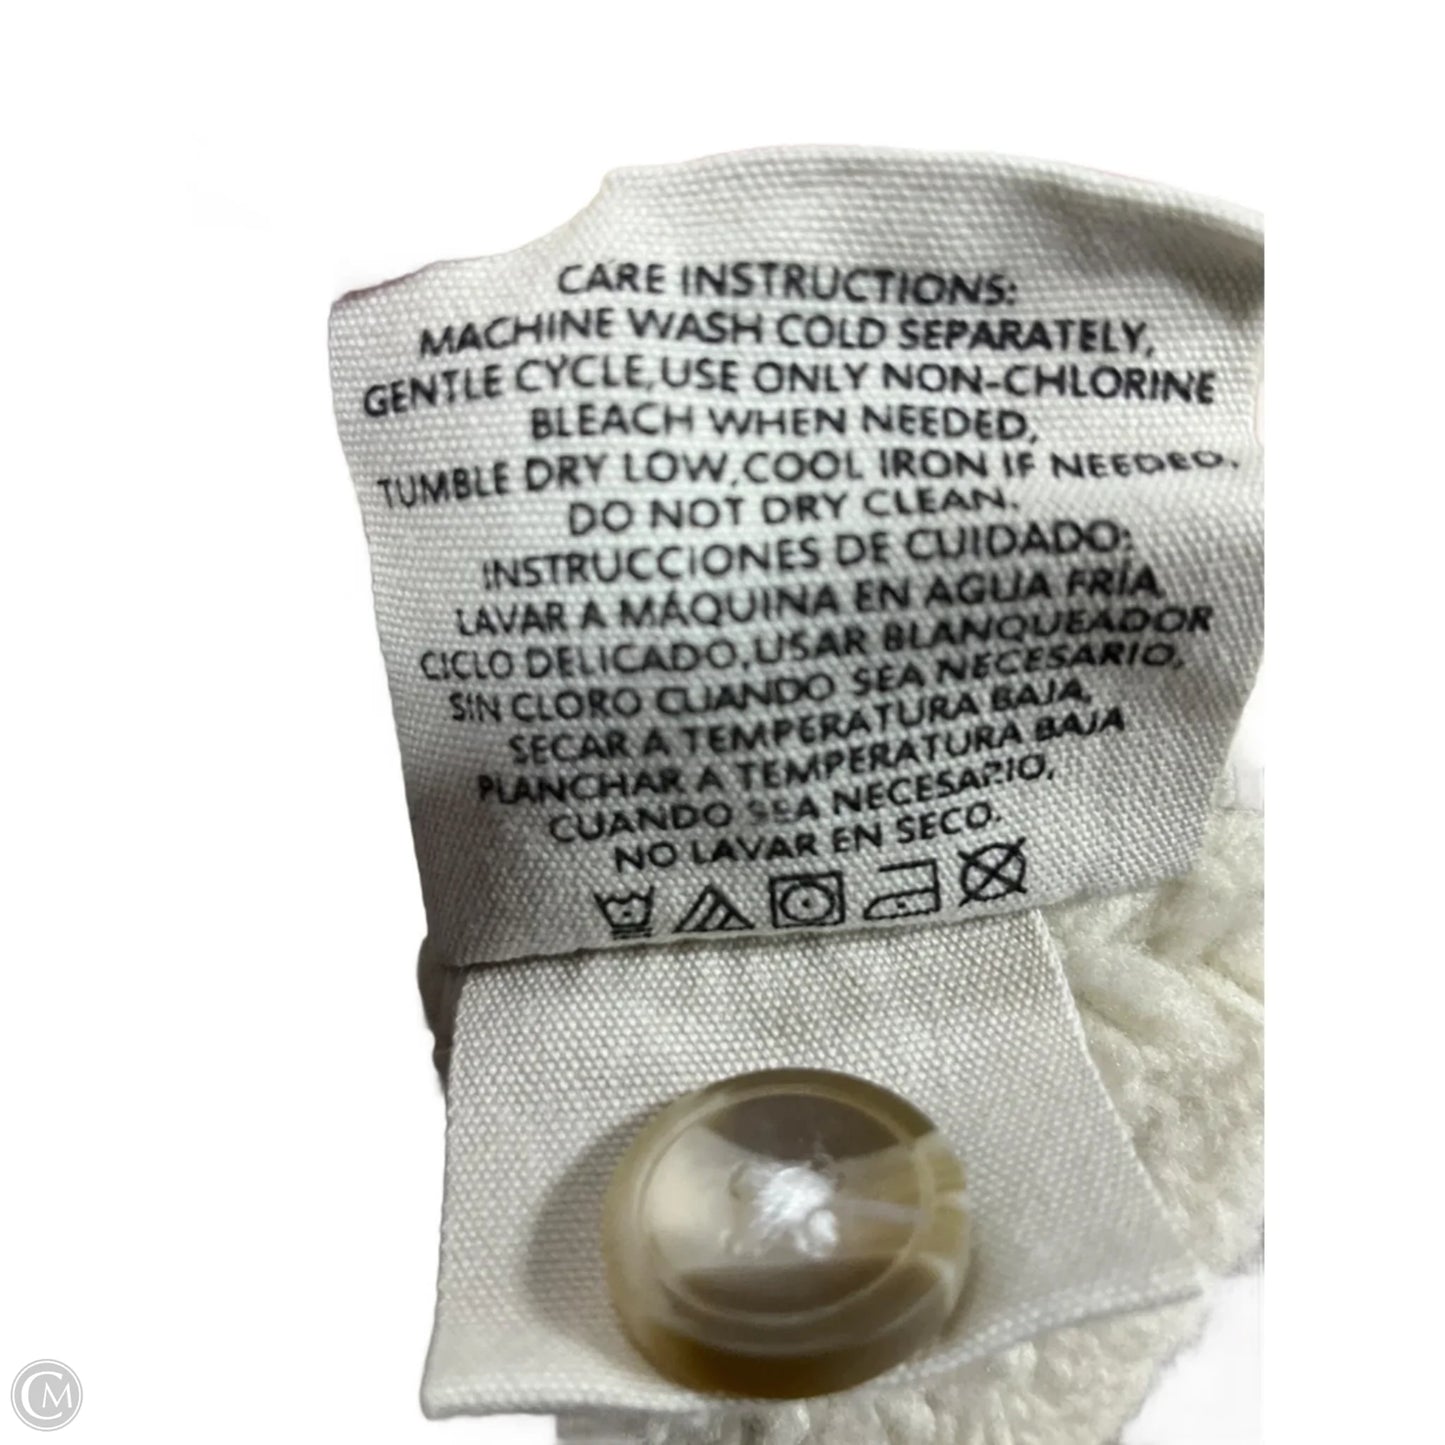 CARE INSTRUCTIONS:
MACHINE WASH COLD SEPARATELY,
GENTLE CYCLE,USE ONLY NON-CHLORINE
BLEACH WHEN NEEDED,
TUMBLE DRY LOW,COOL IRON IF NEEDED,
DO NOT DRY CLEAN.
INSTRUCCIONES DE CUIDADO:
LAVAR A MÁQUINA EN AGUA FRÍA
CICLO DELICADO,USAR BLANQUEADOR
SIN CLORO CUANDO SEA NECESARIO,
SECAR A TEMPERATURA BAJA,
PLANCHAR A TEMPERATURA BAJA
CUANDO SEA NECESARIO,
NO LAVAR EN SECO.
CM